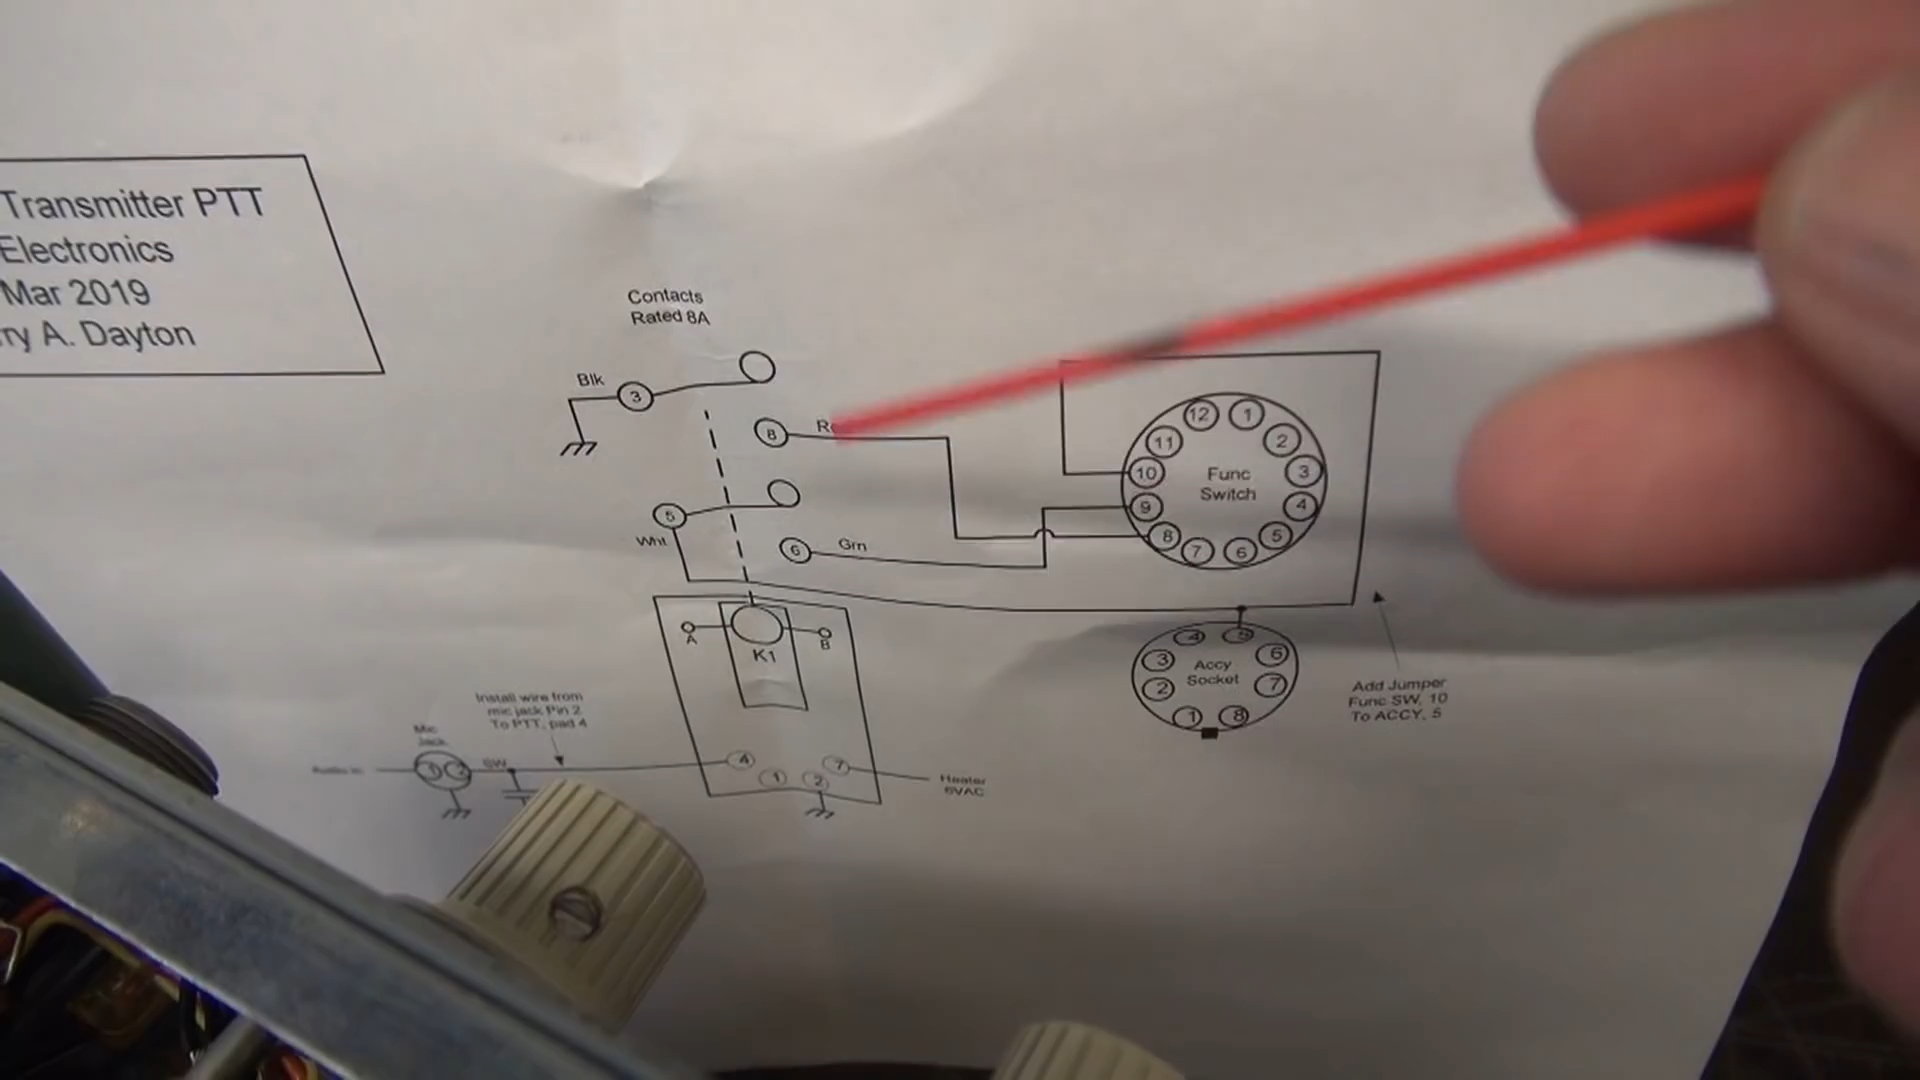 Transmitter PTT
Electronics
Mar 2019
A. Dayton
Contacts
Rated 8A
Blk
3
8
5
Wht
6
Grn
12
1
11
2
10
3
Func
Switch
9
4
8
5
7
6
A
B
K1
Install wire from
mic jack Pin 2
To PTT, pad 4
Mic
Jack
1
2
SW
4
1
2
7
Heater
6VAC
4
5
3
6
Accy
Socket
2
7
1
8
Add Jumper
Func SW, 10
To ACCY, 5